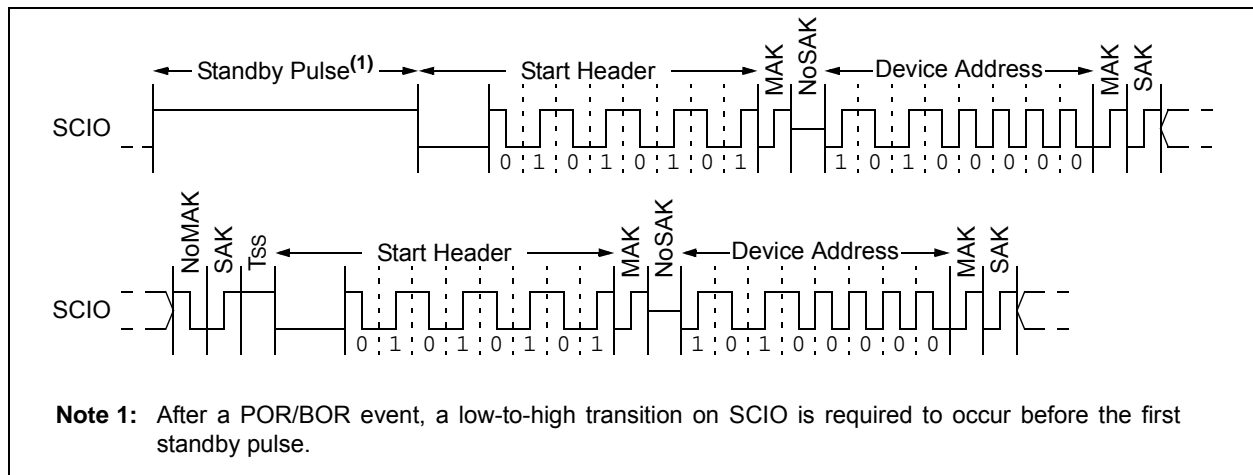 Standby Pulse(1) Start Header MAK NoSAK Device Address MAK SAK
SCIO
0 1 0 1 0 1 0 1 1 0 1 0 0 0 0 0
NoMAK SAK TSS Start Header MAK NoSAK Device Address MAK SAK
SCIO
0 1 0 1 0 1 0 1 1 0 1 0 0 0 0 0
Note 1: After a POR/BOR event, a low-to-high transition on SCIO is required to occur before the first
standby pulse.